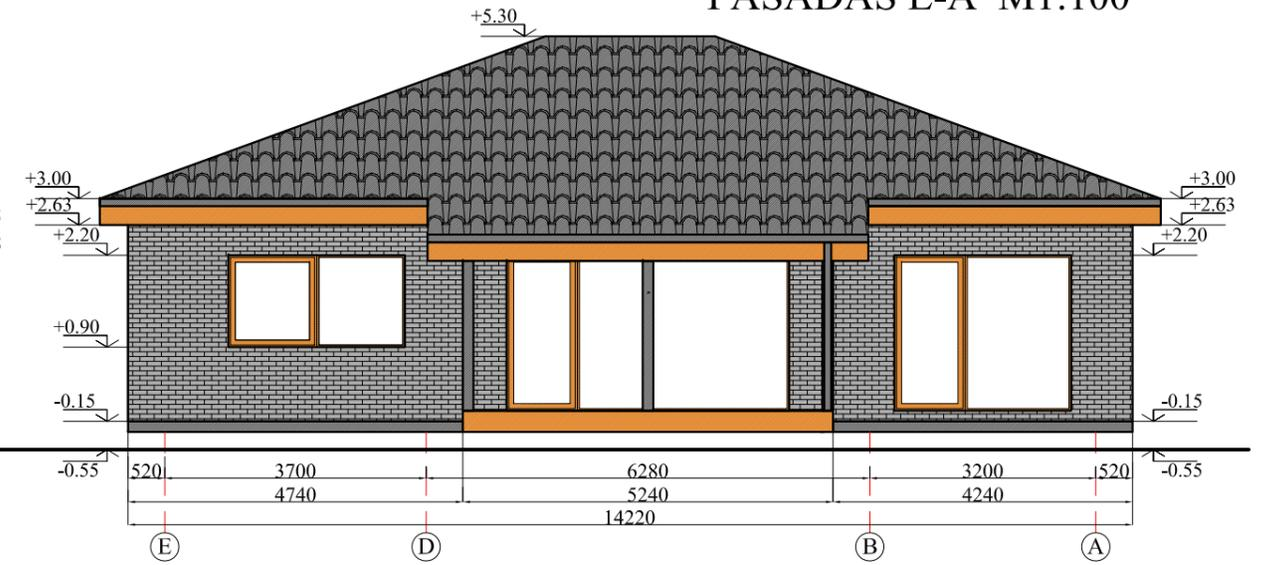 FASADAS E-A M1:100
+5.30
+3.00 +3.00
+2.63 +2.63
+2.20 +2.20
+0.90
-0.15 -0.15
-0.55 -0.55
520 3700 6280 3200 520
4740 5240 4240
14220
E D B A